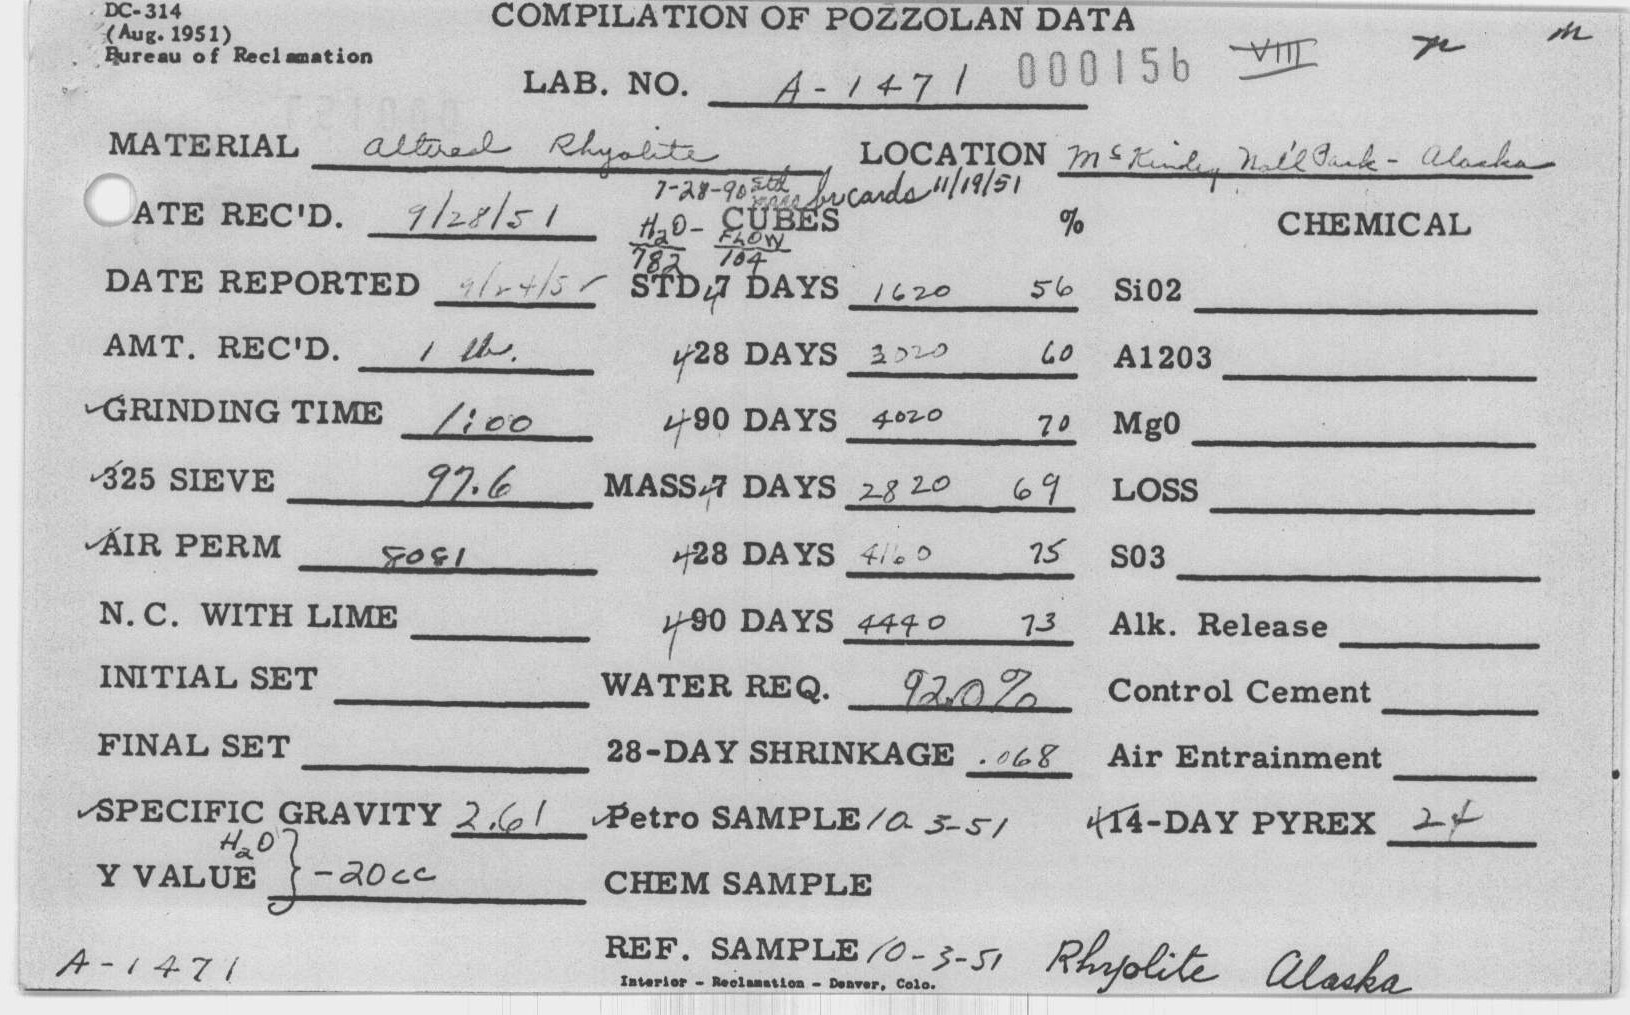 DC-314 COMPILATION OF POZZOLAN DATA
(Aug. 1951)
Bureau of Reclamation
LAB. NO. A-1471 000156 VIII m
MATERIAL Altered Rhyolite LOCATION McKinley Nat'l Park - Alaska
7-28-90 std cards 11/19/51
ATE REC'D. 9/28/51 H2O- CUBES % CHEMICAL
782 FLOW 104
DATE REPORTED STD 7 DAYS 1620 56 Si02
AMT. REC'D. 1 lb. 28 DAYS 3020 60 A1203
GRINDING TIME 1:00 90 DAYS 4020 70 Mg0
325 SIEVE 97.6 MASS 7 DAYS 2820 69 LOSS
AIR PERM 8081 28 DAYS 4160 75 S03
N.C. WITH LIME 90 DAYS 4440 73 Alk. Release
INITIAL SET WATER REQ. 92.0% Control Cement
FINAL SET 28-DAY SHRINKAGE .068 Air Entrainment
SPECIFIC GRAVITY 2.61 Petro SAMPLE 10-3-51 14-DAY PYREX 24
H2O
Y VALUE } -20cc CHEM SAMPLE
A-1471 REF. SAMPLE 10-3-51 Rhyolite Alaska
Interior - Reclamation - Denver, Colo.